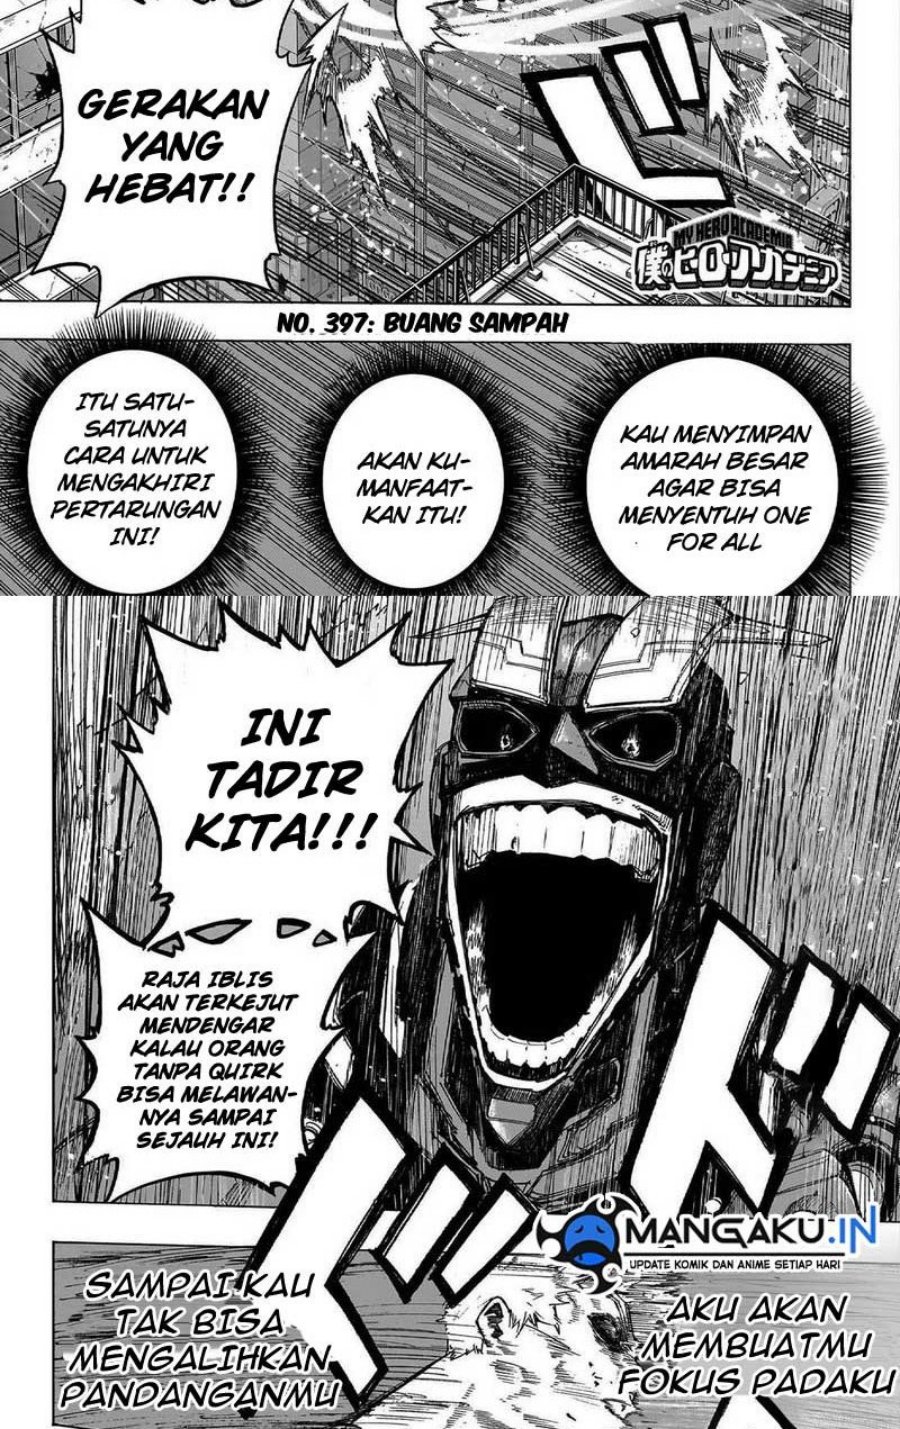 GERAKAN
YANG
HEBAT!!
ド
MY HERO ACADEMIA
僕のヒーローアカデミア
NO. 397: BUANG SAMPAH
KAU MENYIMPAN
AMARAH BESAR
AGAR BISA
MENYENTUH ONE
FOR ALL
AKAN KU-
MANFAAT-
KAN ITU!
ITU SATU-
SATUNYA
CARA UNTUK
MENGAKHIRI
PERTARUNGAN
INI!
INI
TADIR
KITA!!!
RAJA IBLIS
AKAN TERKEJUT
MENDENGAR
KALAU ORANG
TANPA QUIRK
BISA MELAWAN-
NYA SAMPAI
SEJAUH INI!
ドドド
MANGAKU.IN
UPDATE KOMIK DAN ANIME SETIAP HARI
AKU AKAN
MEMBUATMU
FOKUS PADAKU
SAMPAI KAU
TAK BISA
MENGALIHKAN
PANDANGANMU